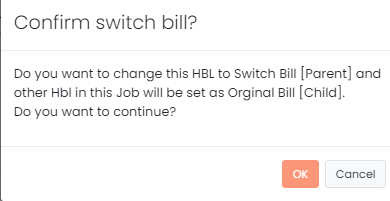 Confirm switch bill?
Do you want to change this HBL to Switch Bill [Parent] and
other Hbl in this Job will be set as Orginal Bill [Child].
Do you want to continue?
OK
Cancel